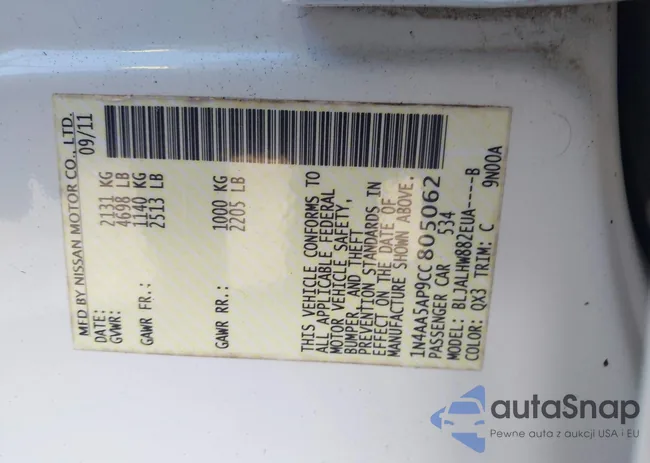 MFD BY NISSAN MOTOR CO., LTD.
DATE: 09/11
GVWR: 2131 KG
4698 LB
GAWR FR.: 1140 KG
2513 LB
GAWR RR.: 1000 KG
2205 LB
THIS VEHICLE CONFORMS TO
ALL APPLICABLE FEDERAL
MOTOR VEHICLE SAFETY,
BUMPER, AND THEFT
PREVENTION STANDARDS IN
EFFECT ON THE DATE OF
MANUFACTURE SHOWN ABOVE.
1N4AA5AP9CC805062
PASSENGER CAR 534
MODEL: BLJALHW882EUA-----B
COLOR: QX3 TRIM: C 9N00A
autaSnap
Pewne auta z aukcji USA i EU